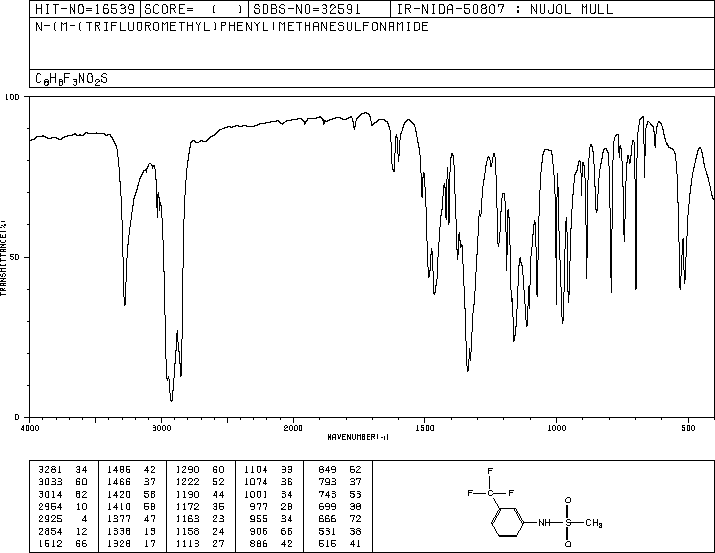 HIT-NO=16539 SCORE= ( ) SDBS-NO=32591 IR-NIDA-50807 : NUJOL MULL
N-(M-(TRIFLUOROMETHYL)PHENYL)METHANESULFONAMIDE
C8H8F3NO2S
100
TRANSMITTANCE(%)
50
0
4000 3000 2000 1500 1000 500
WAVENUMBER(-1)
3281 34 1486 42 1290 60 1104 33 849 62
3033 60 1466 37 1222 52 1074 36 793 37
3014 62 1420 58 1190 44 1001 34 743 53
2954 10 1410 58 1172 35 977 28 699 38
2925 4 1377 47 1163 23 955 34 666 72
2854 12 1338 13 1158 24 906 66 531 38
1612 66 1328 17 1113 27 886 42 515 41
F
F F
O
NH S CH3
O